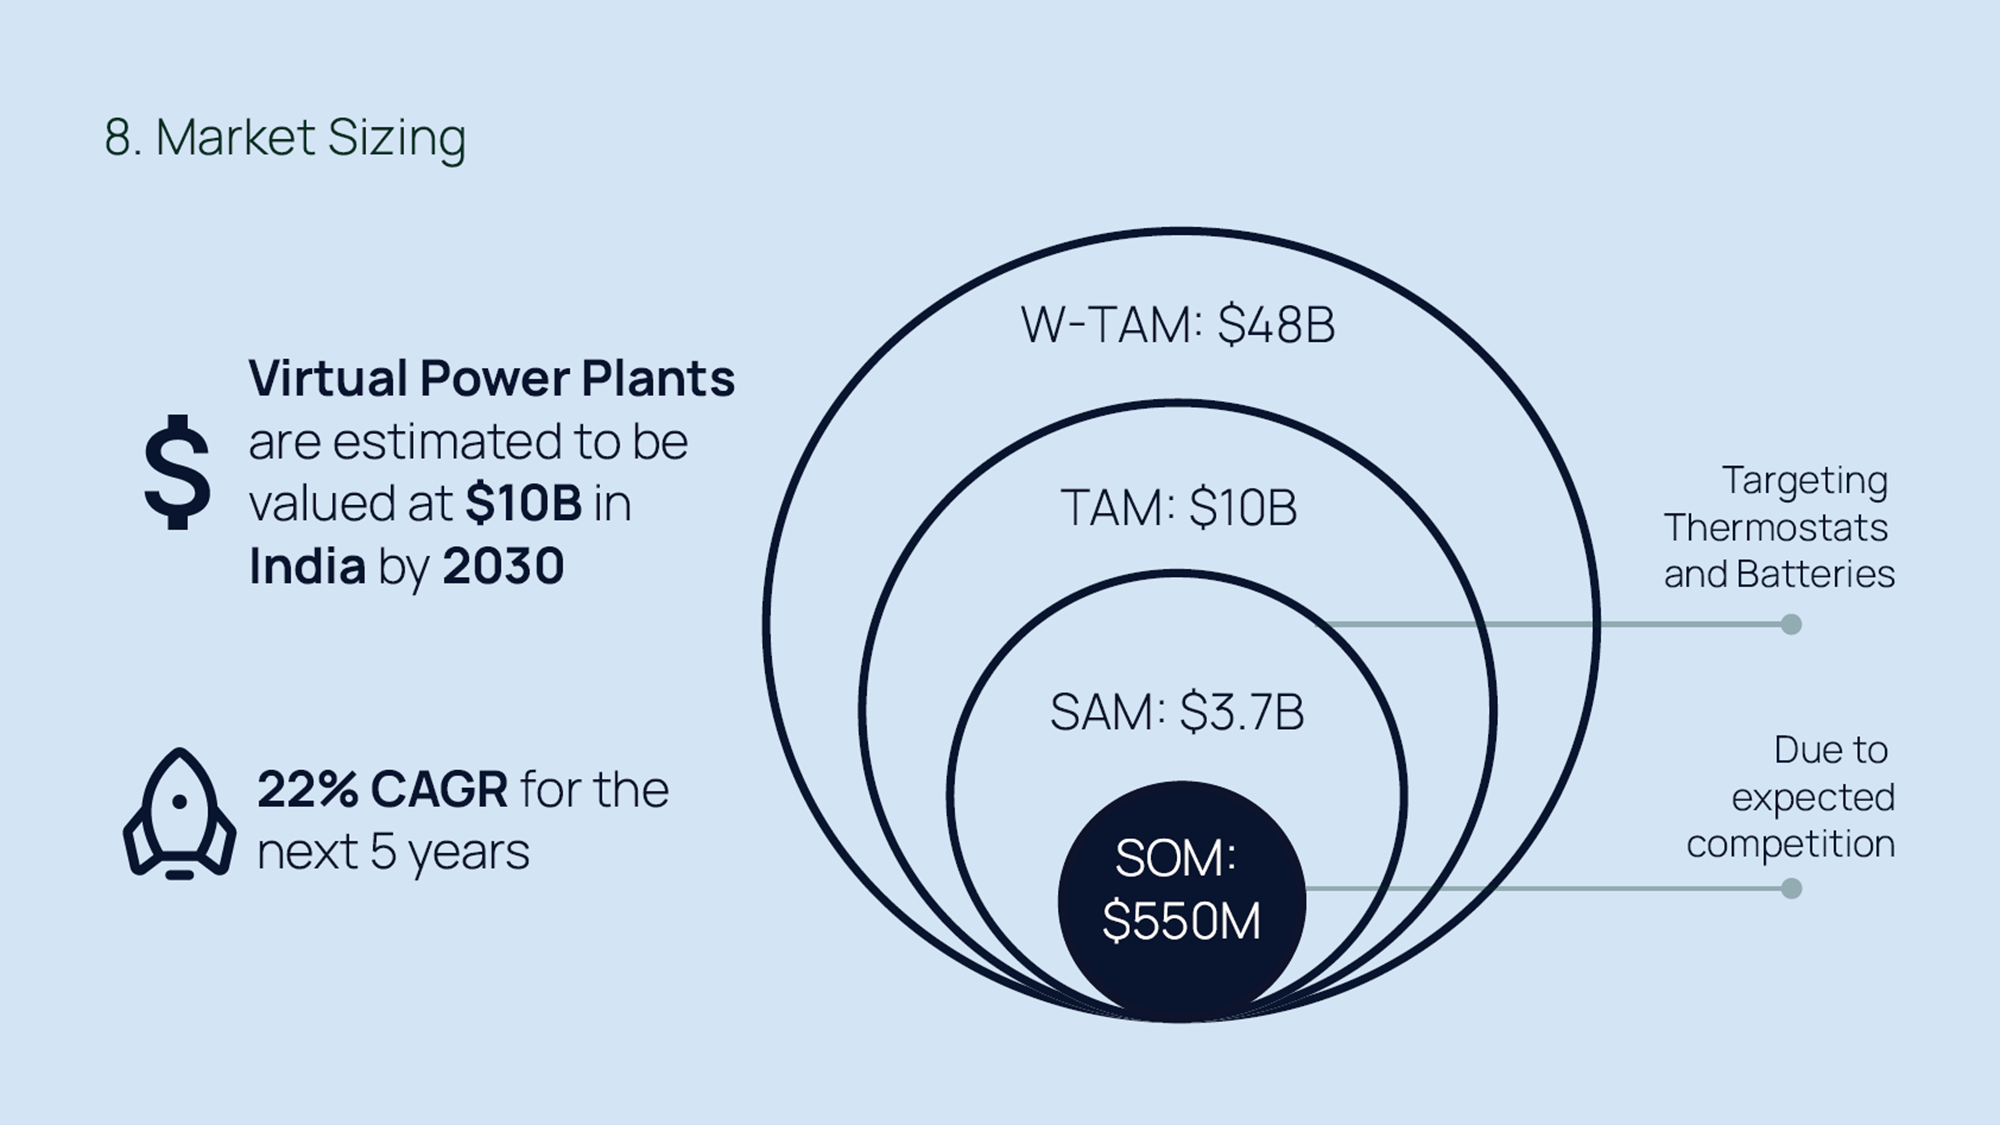 8. Market Sizing
Virtual Power Plants
are estimated to be
valued at $10B in
India by 2030
22% CAGR for the
next 5 years
W-TAM: $48B
TAM: $10B
SAM: $3.7B
SOM:
$550M
Targeting
Thermostats
and Batteries
Due to
expected
competition